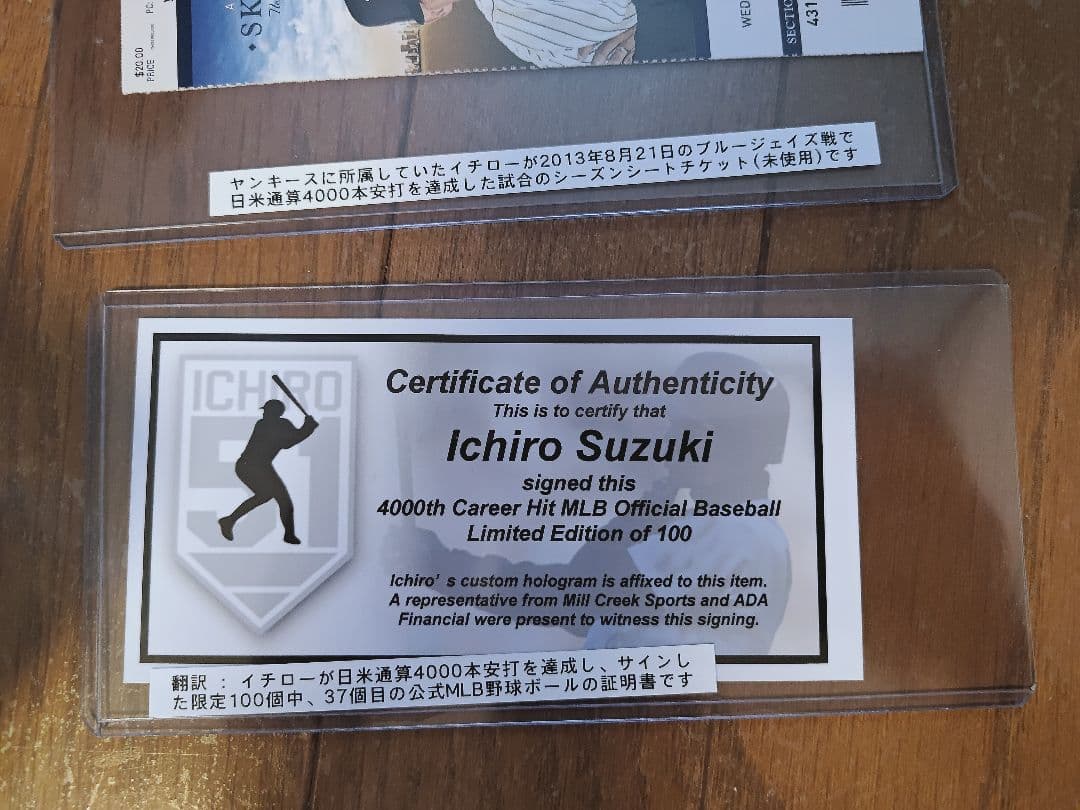 $20.00
PRICE
SK
WED
SECTIO
431
ヤンキースに所属していたイチローが2013年8月21日のブルージェイズ戦で
日米通算4000本安打を達成した試合のシーズンシートチケット(未使用)です
ICHIRO
51
Certificate of Authenticity
This is to certify that
Ichiro Suzuki
signed this
4000th Career Hit MLB Official Baseball
Limited Edition of 100
Ichiro' s custom hologram is affixed to this item.
A representative from Mill Creek Sports and ADA
Financial were present to witness this signing.
翻訳 : イチローが日米通算4000本安打を達成し、サインし
た限定100個中、37個目の公式MLB野球ボールの証明書です